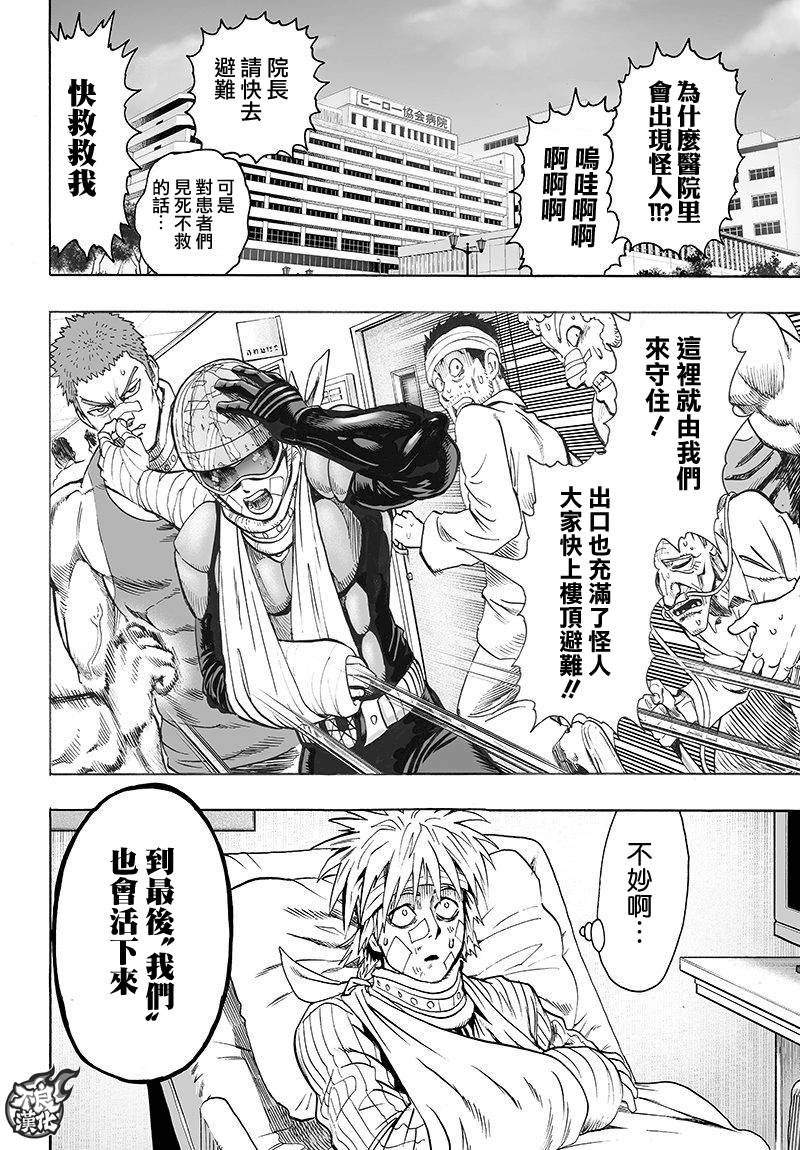 為什麼醫院里
會出現怪人!!!?
嗚哇啊啊
啊啊啊
ヒーロー協会病院
院長
請快去
避難
可是
對患者們
見死不救
的話…
快救救我
這裡就由我們
來守住！
出口也充滿了怪人
大家快上樓頂避難!!
不妙啊…
到最後〝我們〞
也會活下來
漢化